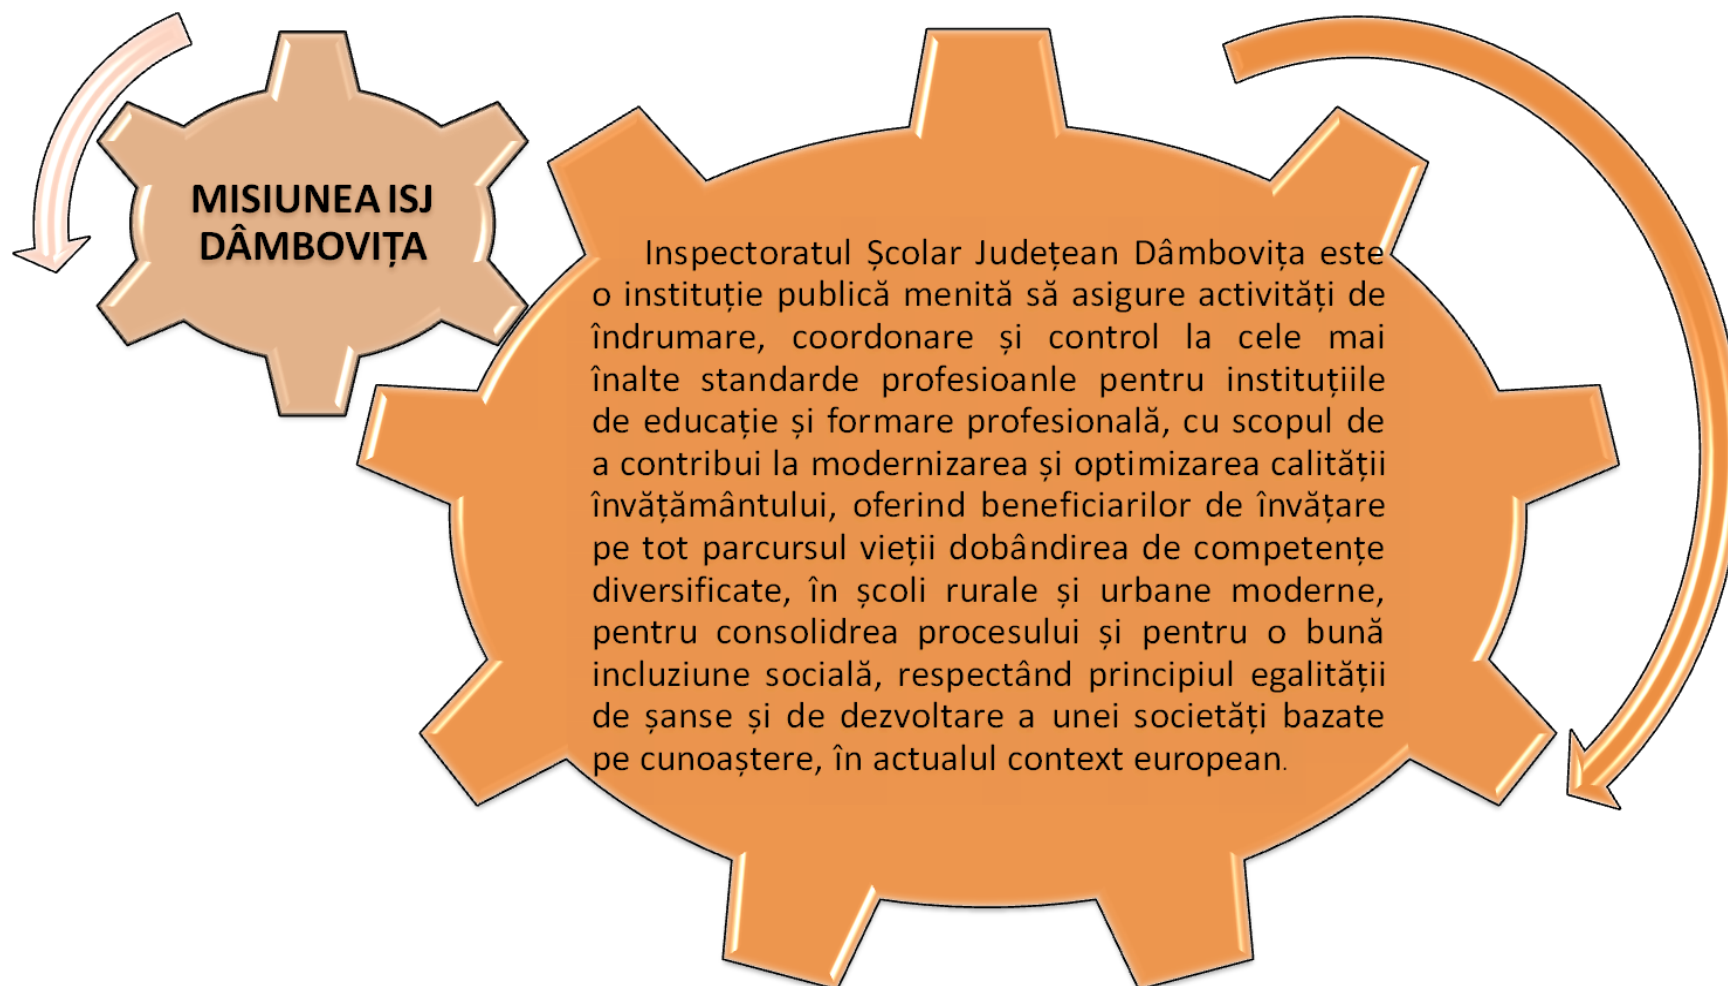 MISIUNEA ISJ
DÂMBOVIȚA
Inspectoratul Școlar Județean Dâmbovița este
o instituție publică menită să asigure activități de
îndrumare, coordonare și control la cele mai
înalte standarde profesioanle pentru instituțiile
de educație și formare profesională, cu scopul de
a contribui la modernizarea și optimizarea calității
învățământului, oferind beneficiarilor de învățare
pe tot parcursul vieții dobândirea de competențe
diversificate, în școli rurale și urbane moderne,
pentru consolidrea procesului și pentru o bună
incluziune socială, respectând principiul egalității
de șanse și de dezvoltare a unei societăți bazate
pe cunoaștere, în actualul context european.